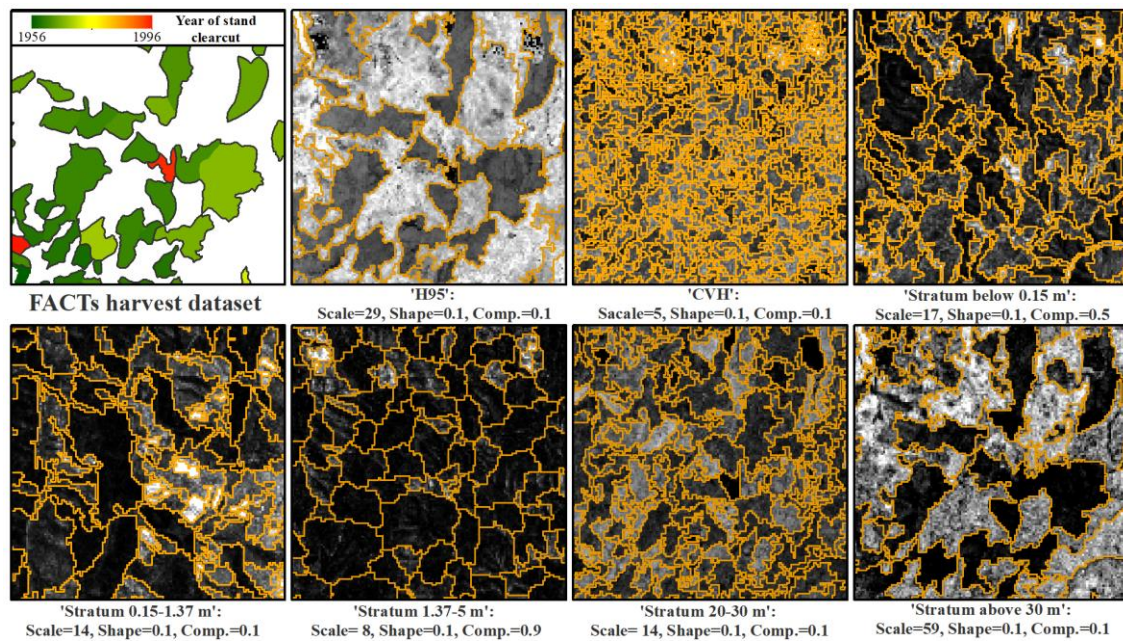 Year of stand
clearcut
1956
1996
FACTs harvest dataset
'H95':
Scale=29, Shape=0.1, Comp.=0.1
'CVH':
Sacale=5, Shape=0.1, Comp.=0.1
'Stratum below 0.15 m':
Scale=17, Shape=0.1, Comp.=0.5
'Stratum 0.15-1.37 m':
Scale=14, Shape=0.1, Comp.=0.1
'Stratum 1.37-5 m':
Scale= 8, Shape=0.1, Comp.=0.9
'Stratum 20-30 m':
Scale= 14, Shape=0.1, Comp.=0.1
'Stratum above 30 m':
Scale=59, Shape=0.1, Comp.=0.1